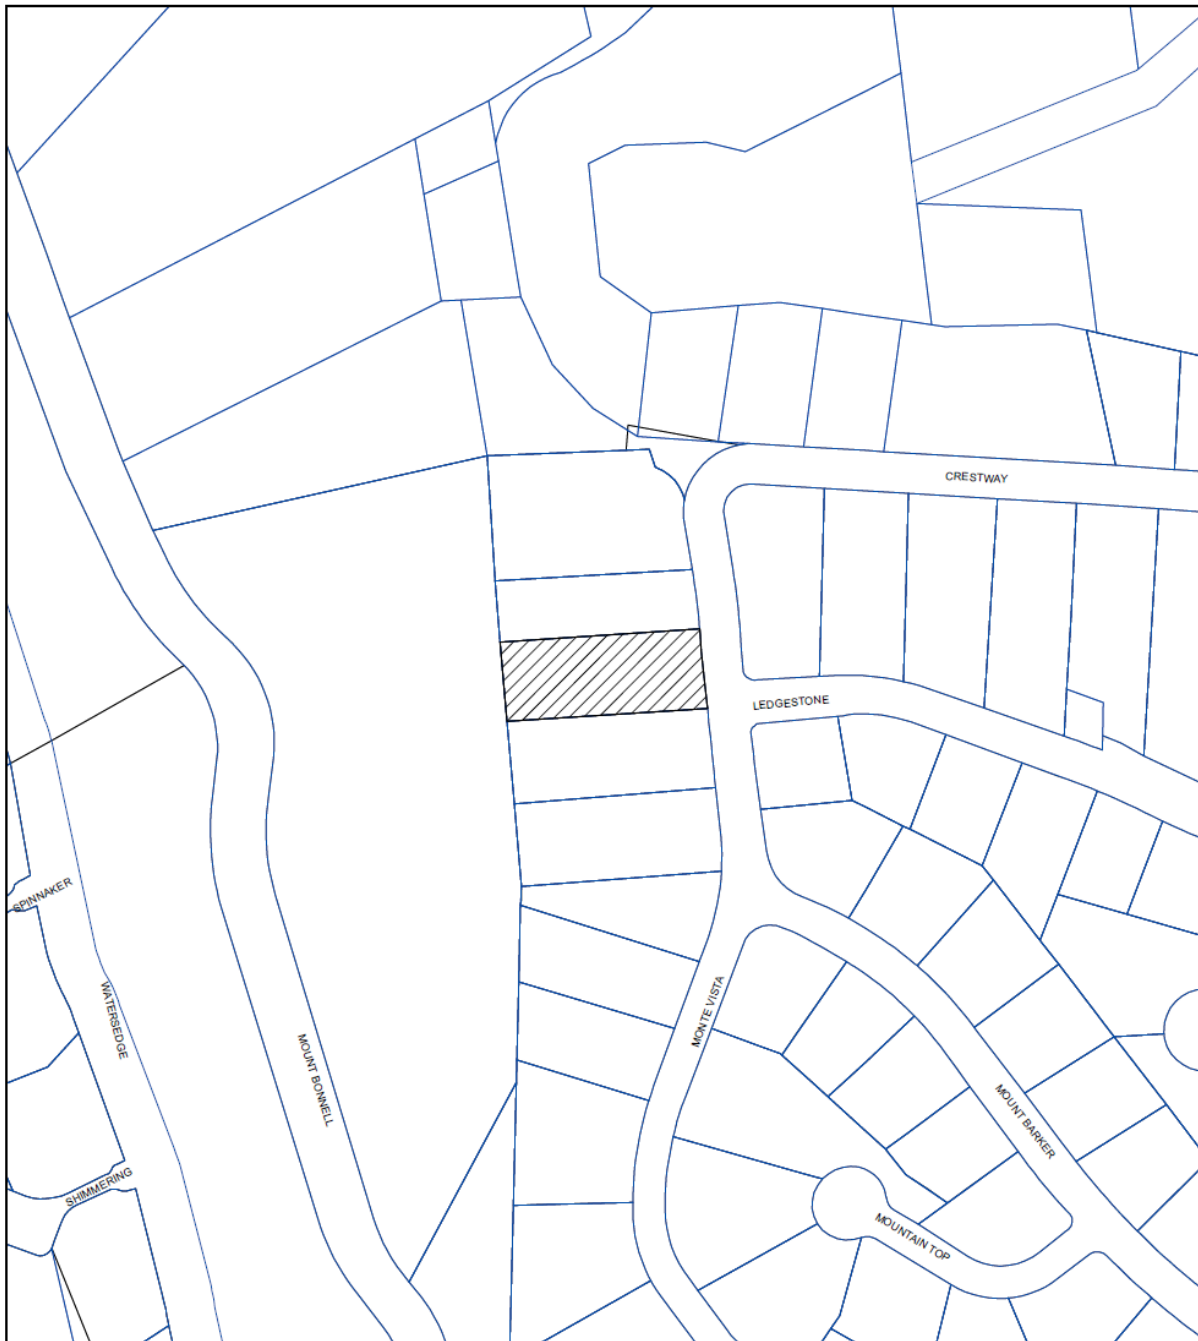 CRESTWAY
LEDGESTONE
SPINNAKER
WATERSEDGE
MONTE VISTA
MOUNT BONNELL
MOUNT BARKER
SHIMMERING
MOUNTAIN TOP